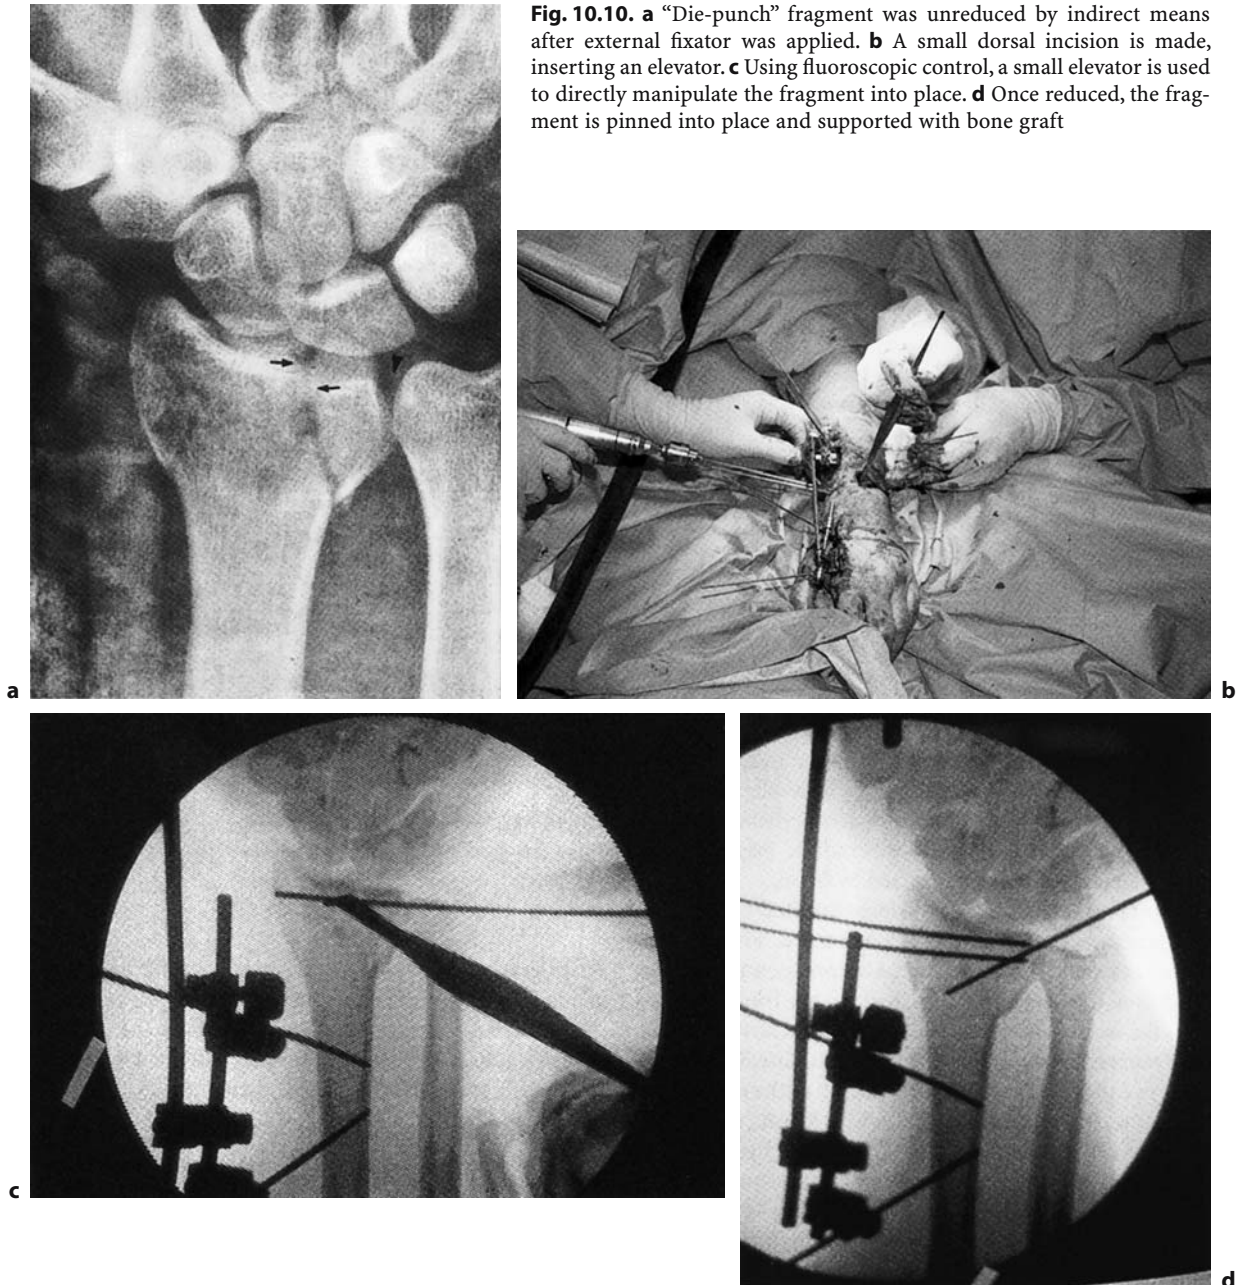 Fig. 10.10. a “Die-punch” fragment was unreduced by indirect means
after external fixator was applied. b A small dorsal incision is made,
inserting an elevator. c Using fluoroscopic control, a small elevator is used
to directly manipulate the fragment into place. d Once reduced, the frag-
ment is pinned into place and supported with bone graft
a
b
c
d